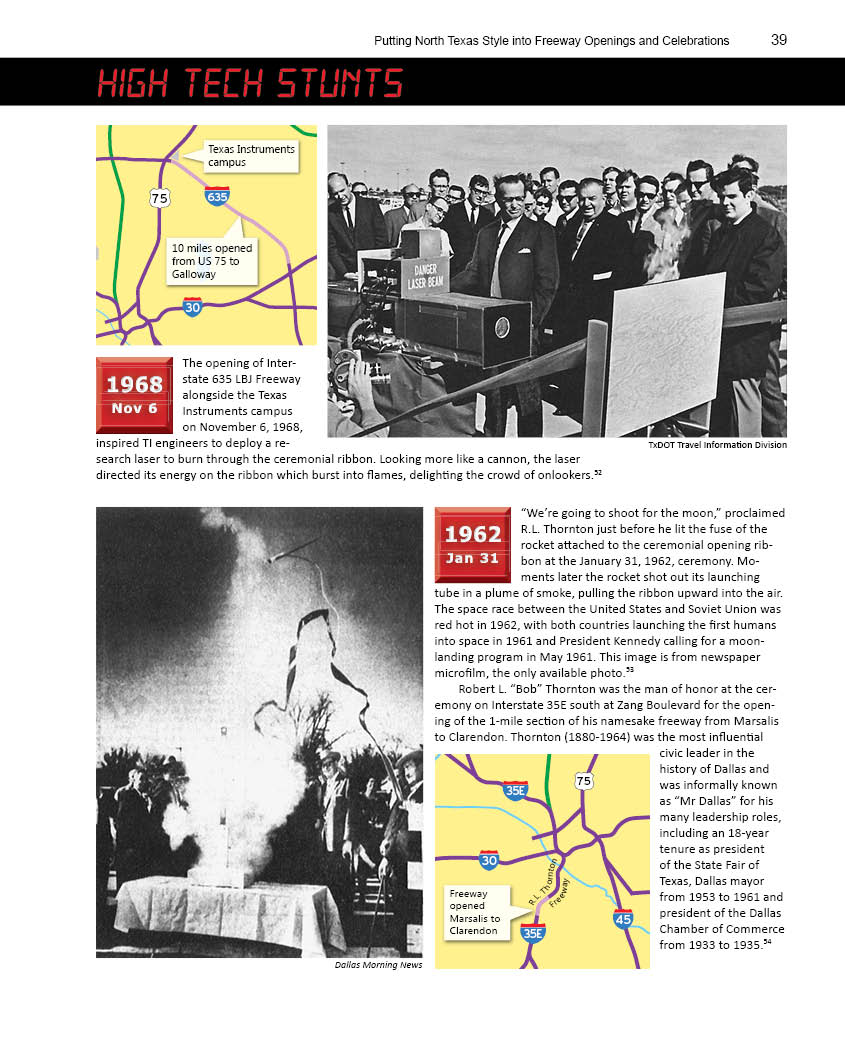 Putting North Texas Style into Freeway Openings and Celebrations 39
HIGH TECH STUNTS
Texas Instruments
campus
75
635
10 miles opened
from US 75 to
Galloway
30
DANGER
LASER BEAM
TxDOT Travel Information Division
1968
Nov 6
The opening of Inter-
state 635 LBJ Freeway
alongside the Texas
Instruments campus
on November 6, 1968,
inspired TI engineers to deploy a re-
search laser to burn through the ceremonial ribbon. Looking more like a cannon, the laser
directed its energy on the ribbon which burst into flames, delighting the crowd of onlookers.⁵²
Dallas Morning News
1962
Jan 31
“We’re going to shoot for the moon,” proclaimed
R.L. Thornton just before he lit the fuse of the
rocket attached to the ceremonial opening rib-
bon at the January 31, 1962, ceremony. Mo-
ments later the rocket shot out its launching
tube in a plume of smoke, pulling the ribbon upward into the air.
The space race between the United States and Soviet Union was
red hot in 1962, with both countries launching the first humans
into space in 1961 and President Kennedy calling for a moon-
landing program in May 1961. This image is from newspaper
microfilm, the only available photo.⁵³
Robert L. “Bob” Thornton was the man of honor at the cer-
emony on Interstate 35E south at Zang Boulevard for the open-
ing of the 1-mile section of his namesake freeway from Marsalis
to Clarendon. Thornton (1880-1964) was the most influential
civic leader in the
history of Dallas and
was informally known
as “Mr Dallas” for his
many leadership roles,
including an 18-year
tenure as president
of the State Fair of
Texas, Dallas mayor
from 1953 to 1961 and
president of the Dallas
Chamber of Commerce
from 1933 to 1935.⁵⁴
35E
75
30
R.L. Thornton
Freeway
Freeway
opened
Marsalis to
Clarendon
45
35E